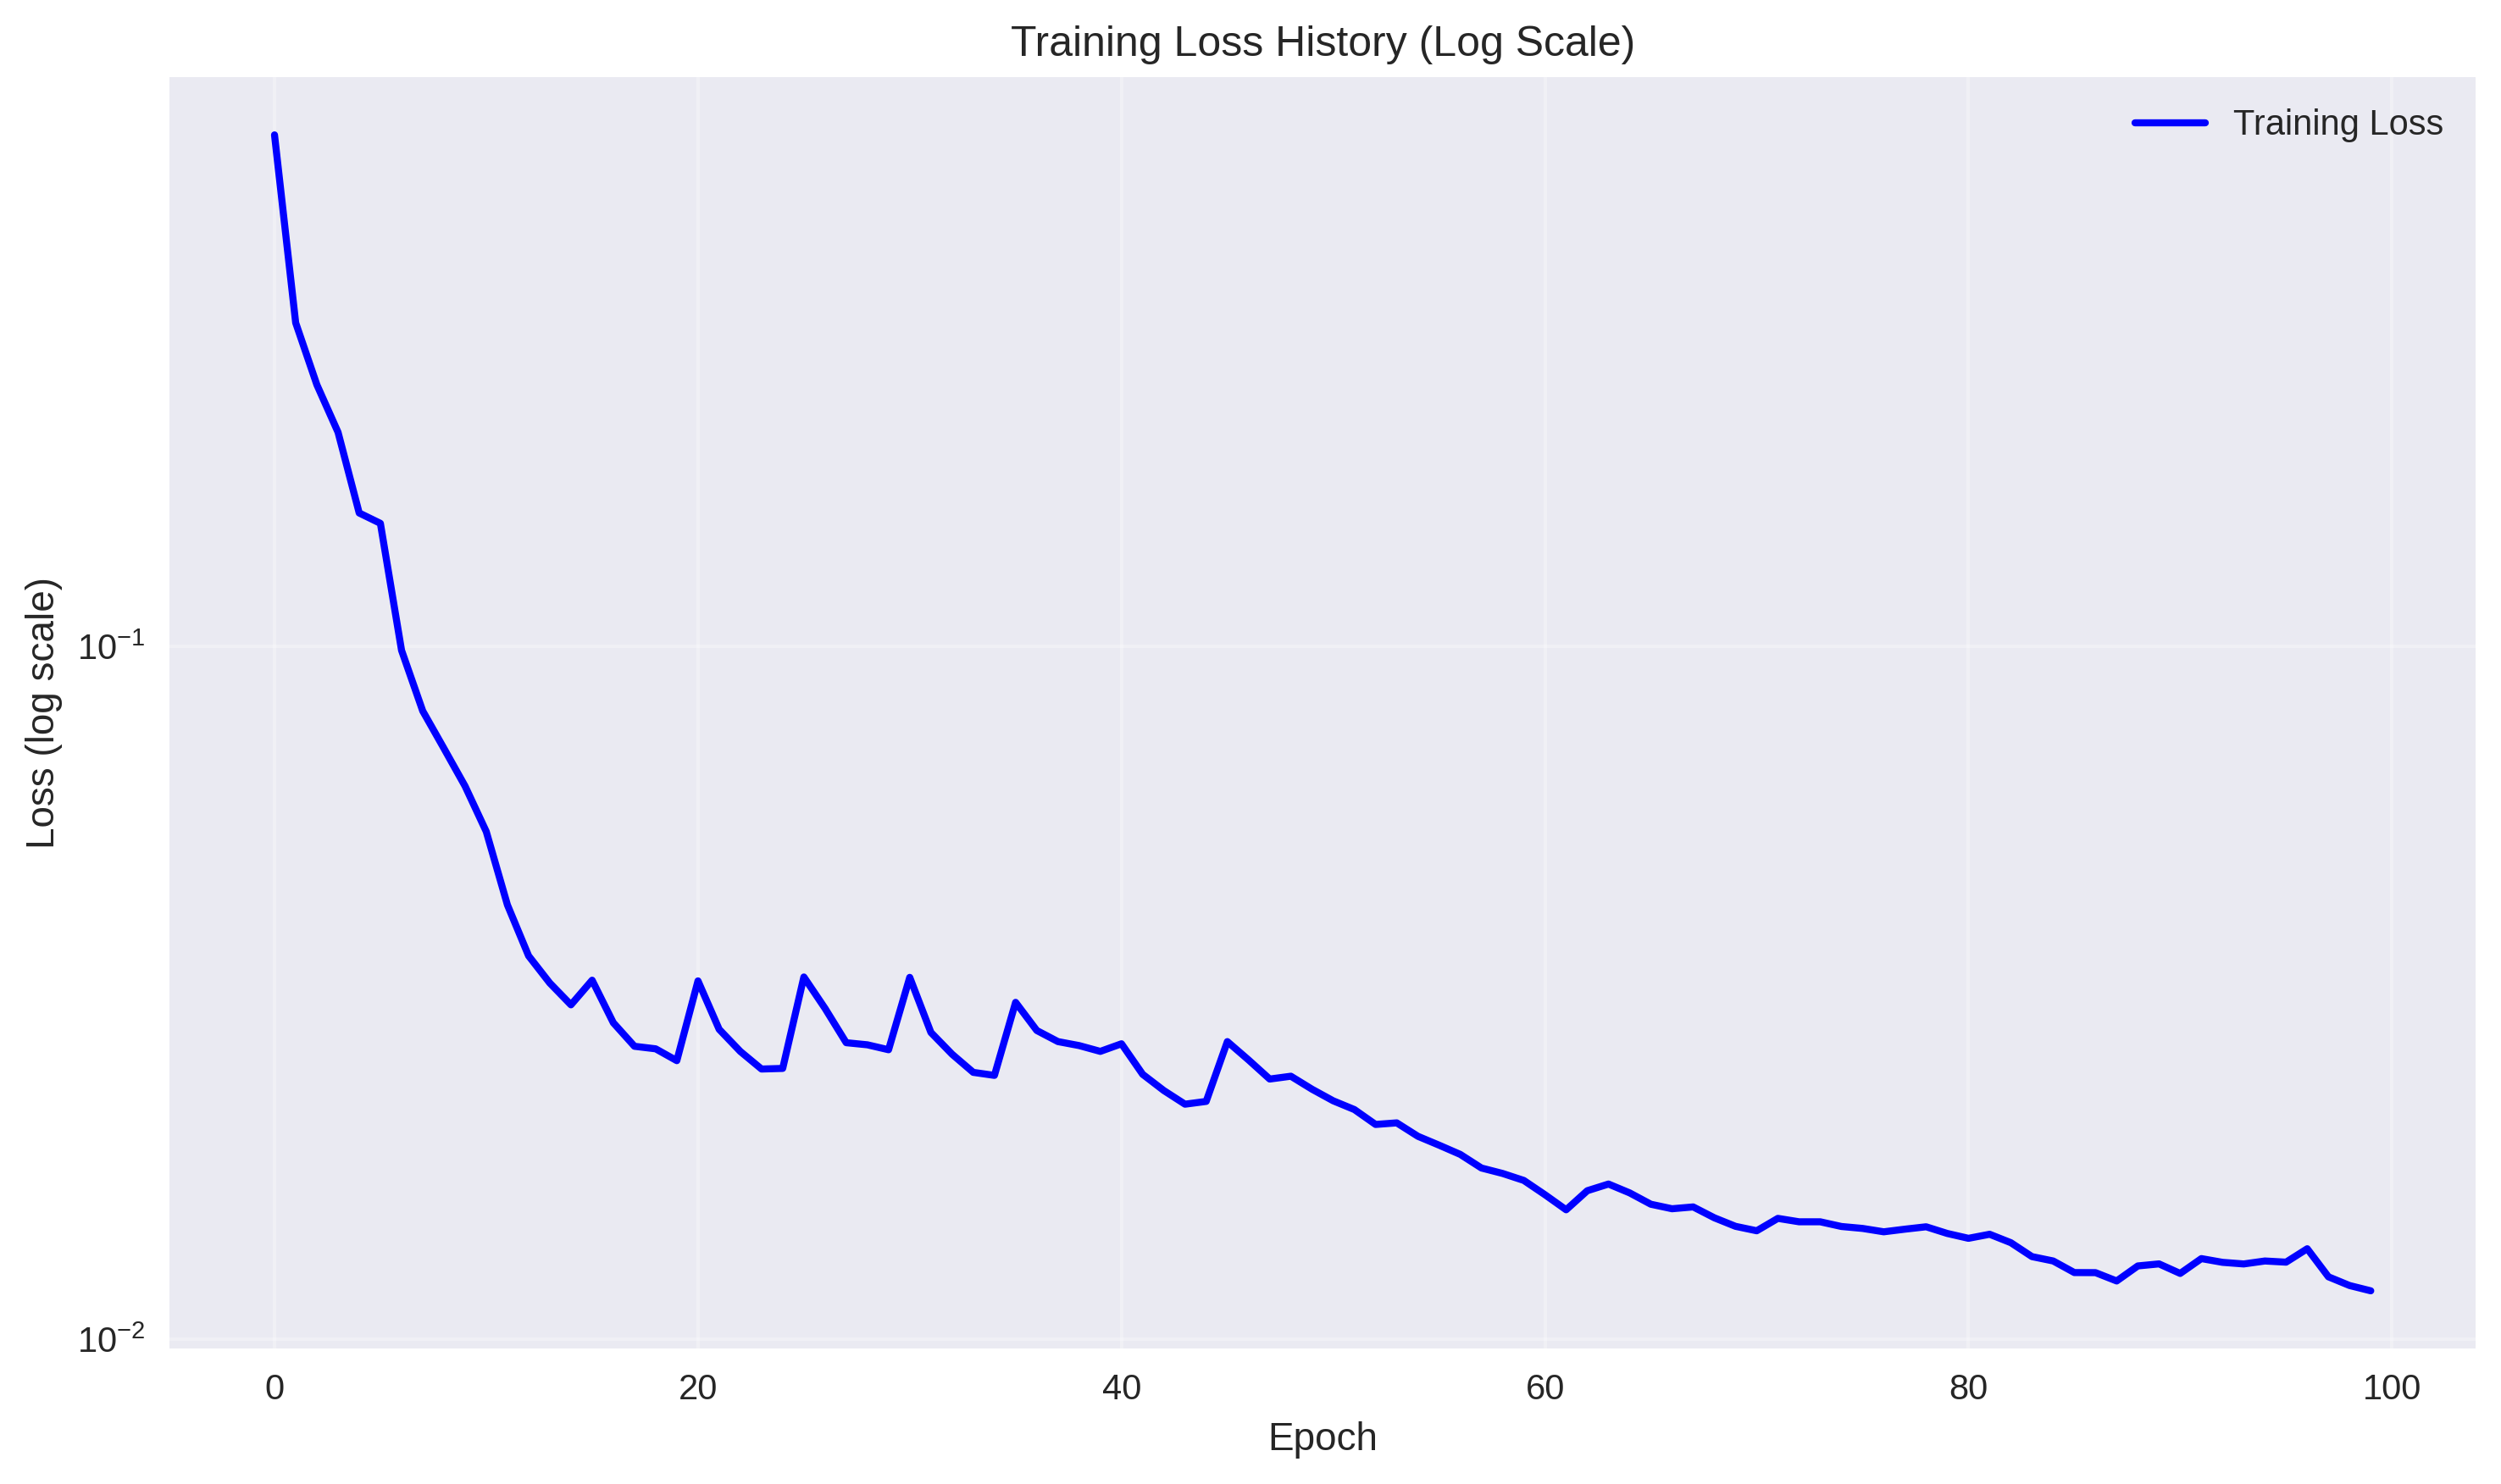 Training Loss History (Log Scale)
Training Loss
Loss (log scale)
10⁻¹
10⁻²
0 20 40 60 80 100
Epoch